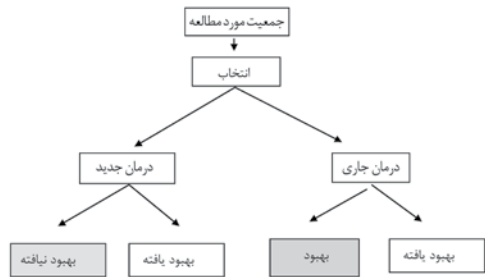 جمعیت مورد مطالعه
انتخاب
درمان جاری
درمان جدید
بهبود یافته
بهبود
بهبود یافته
بهبود نیافته